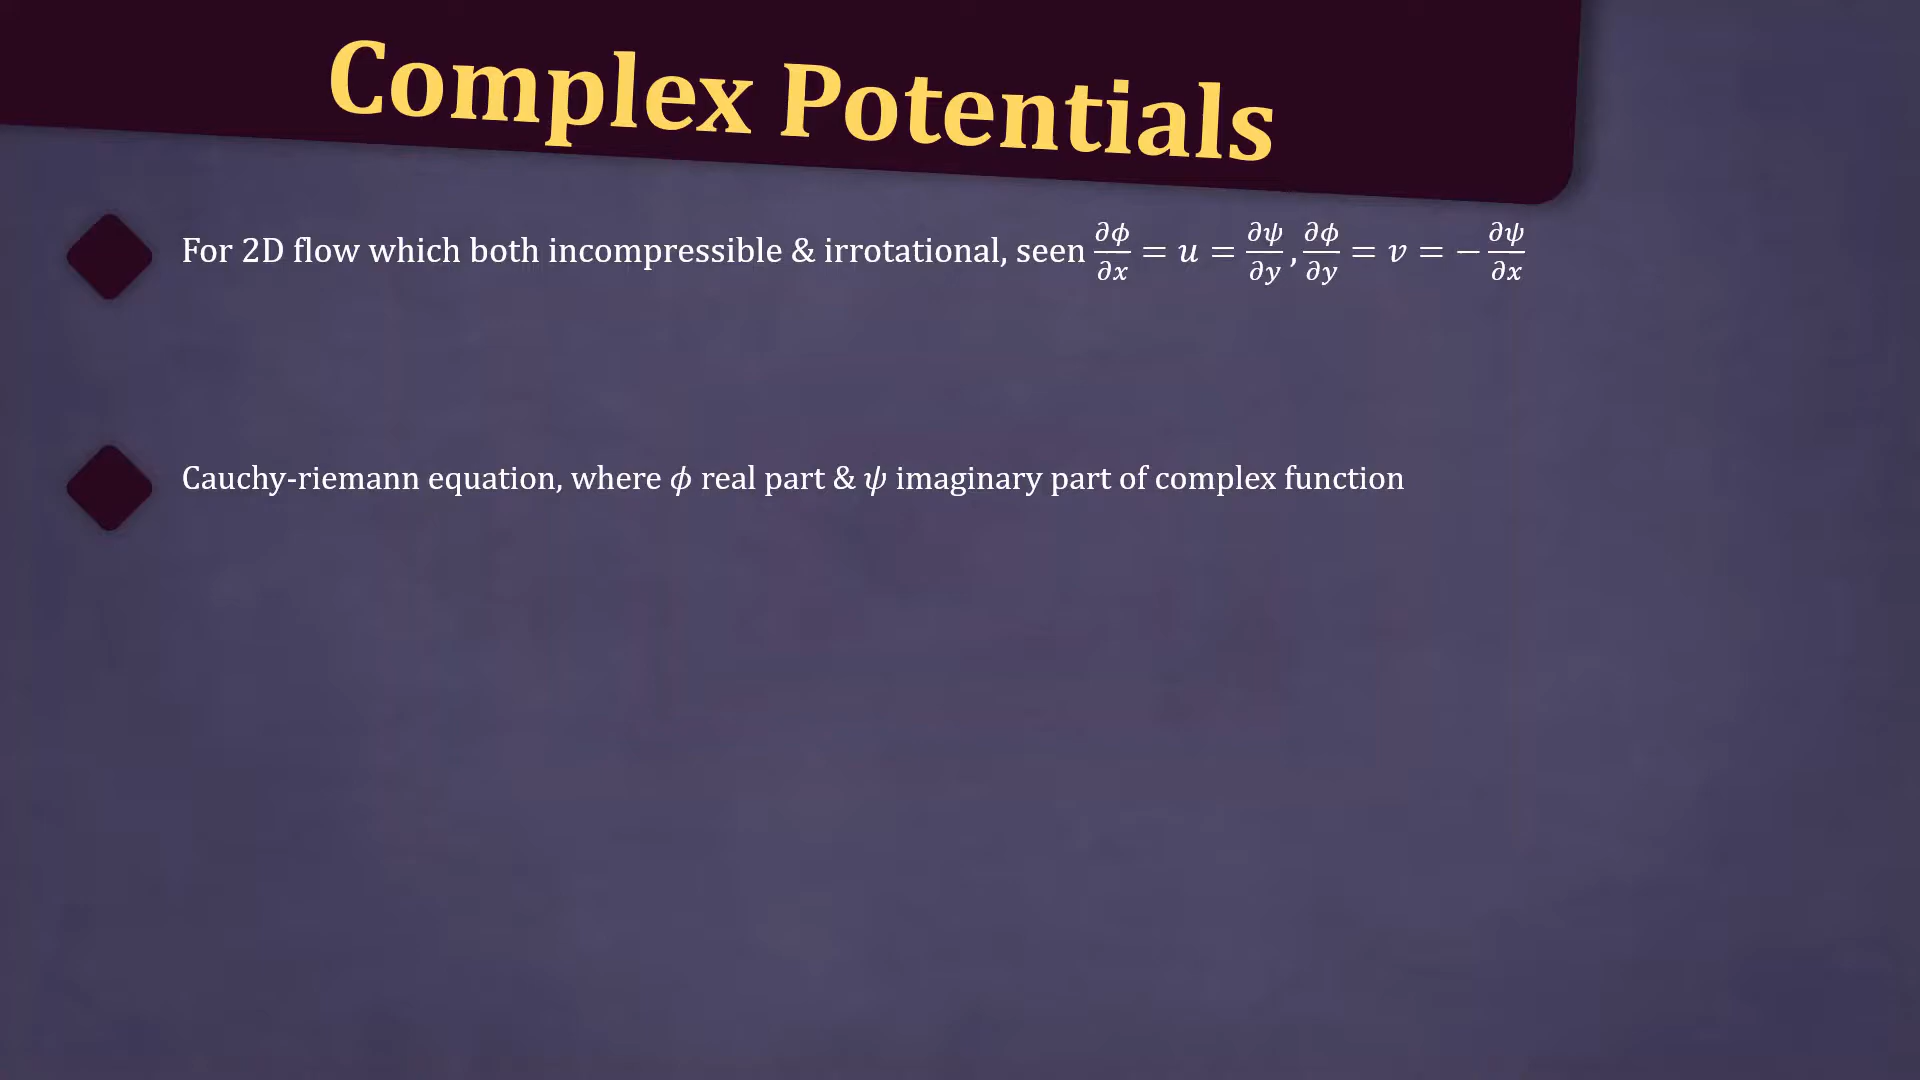 Complex Potentials
For 2D flow which both incompressible & irrotational, seen ∂ϕ/∂x = u = ∂ψ/∂y, ∂ϕ/∂y = v = −∂ψ/∂x
Cauchy-riemann equation, where ϕ real part & ψ imaginary part of complex function